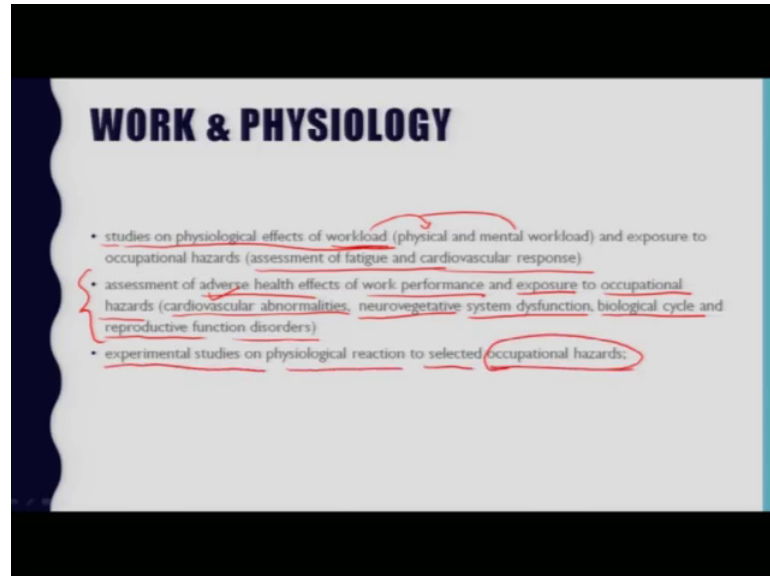 WORK & PHYSIOLOGY
• studies on physiological effects of workload (physical and mental workload) and exposure to
occupational hazards (assessment of fatigue and cardiovascular response)
• assessment of adverse health effects of work performance and exposure to occupational
hazards (cardiovascular abnormalities, neurovegetative system dysfunction, biological cycle and
reproductive function disorders)
• experimental studies on physiological reaction to selected occupational hazards;